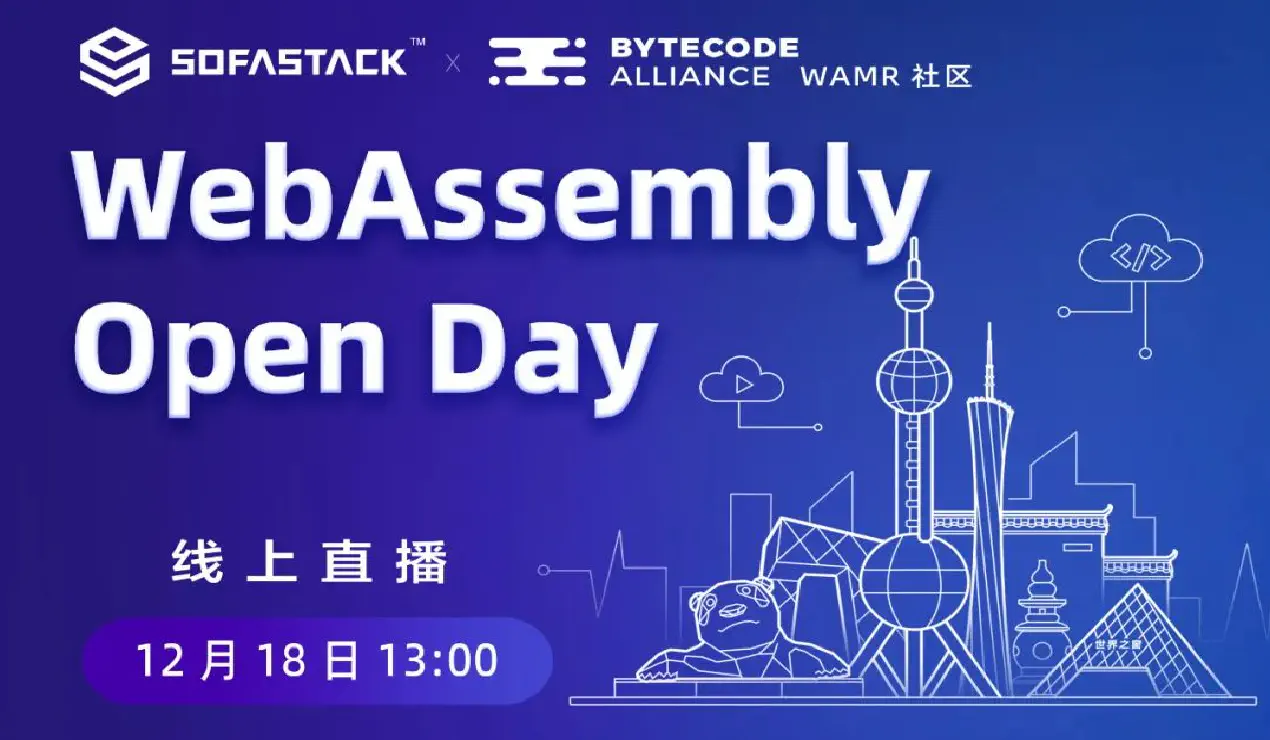 SOFASTACK™ x BYTECODE
ALLIANCE WAMR 社区
WebAssembly
Open Day
</>
线上直播
12 月 18 日 13:00
世界之窗